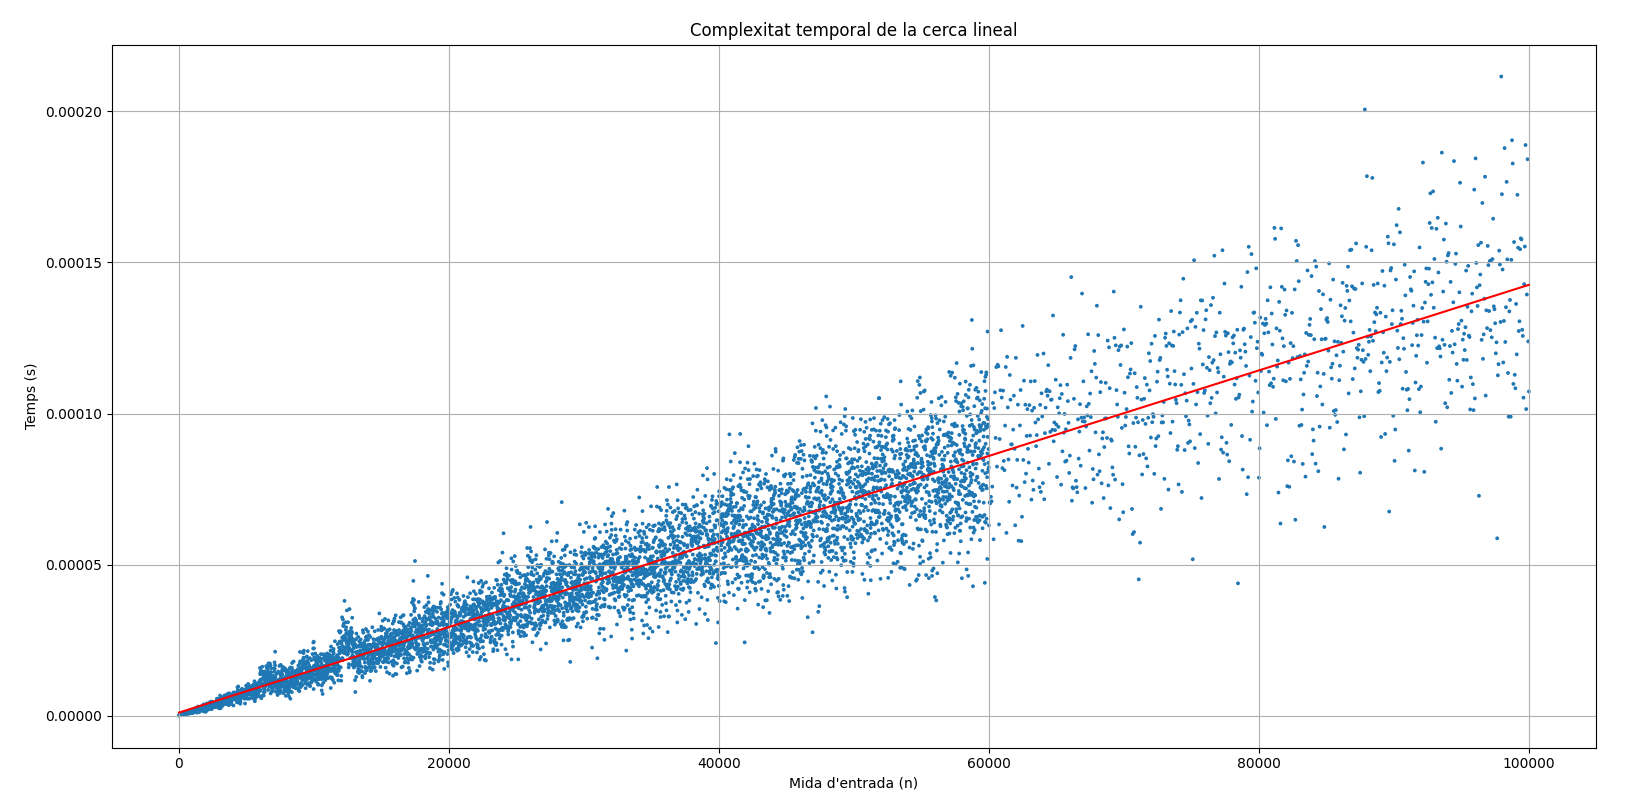 Complexitat temporal de la cerca lineal
0.00020
0.00015
0.00010
0.00005
0.00000
Temps (s)
0 20000 40000 60000 80000 100000
Mida d'entrada (n)